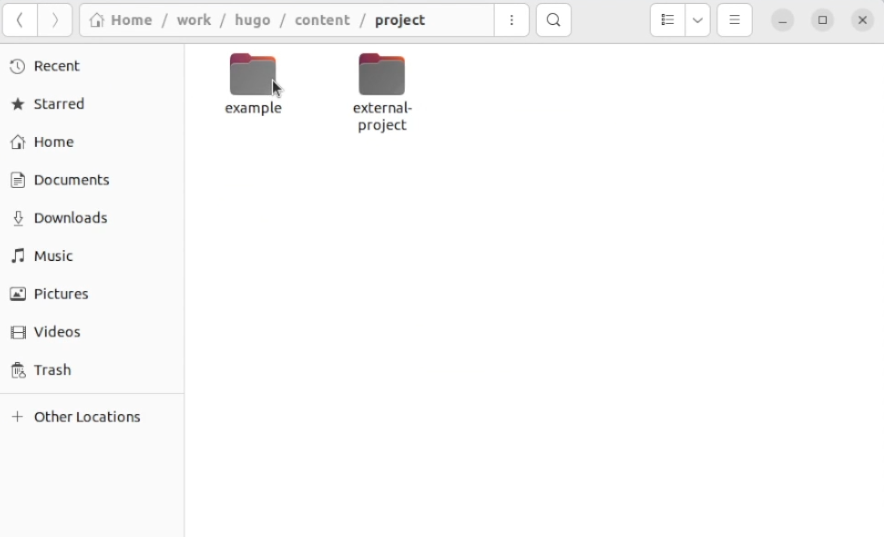 Home / work / hugo / content / project
Recent
Starred
Home
Documents
Downloads
Music
Pictures
Videos
Trash
Other Locations
example
external-
project